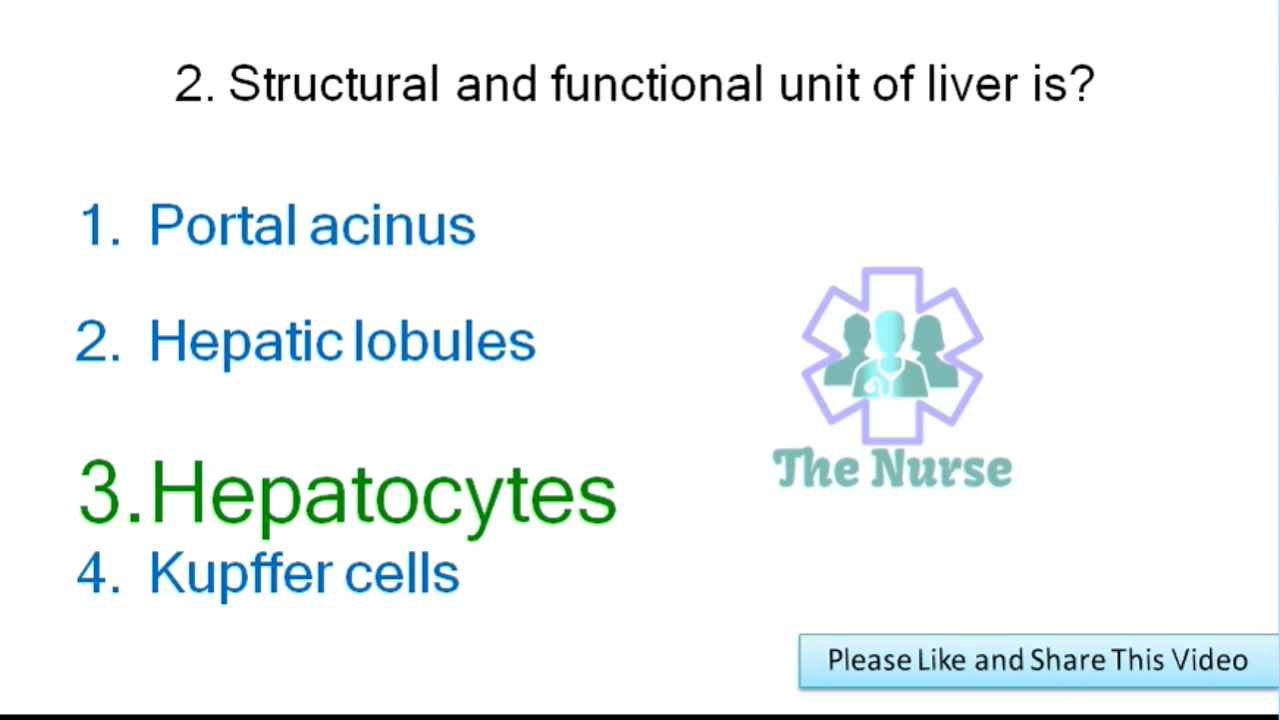 2. Structural and functional unit of liver is?
1. Portal acinus
2. Hepatic lobules
3.Hepatocytes
4. Kupffer cells
The Nurse
Please Like and Share This Video